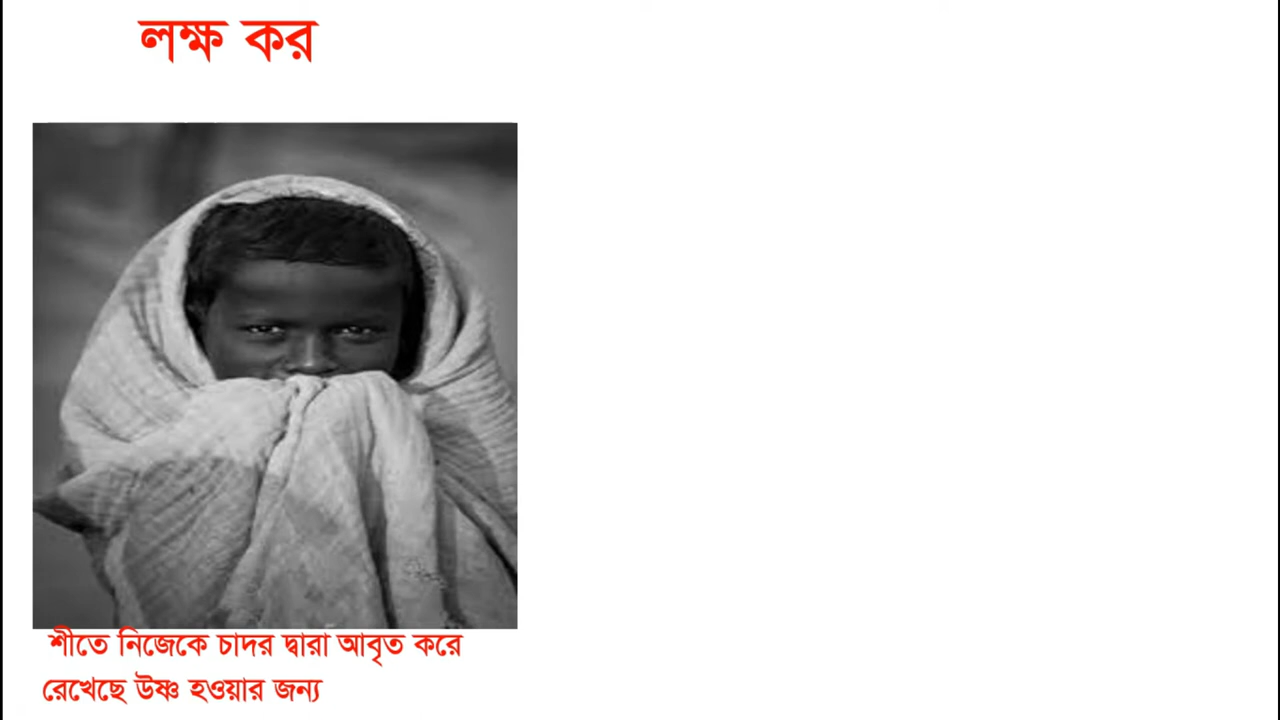 লক্ষ কর
শীতে নিজেকে চাদর দ্বারা আবৃত করে
রেখেছে উষ্ণ হওয়ার জন্য